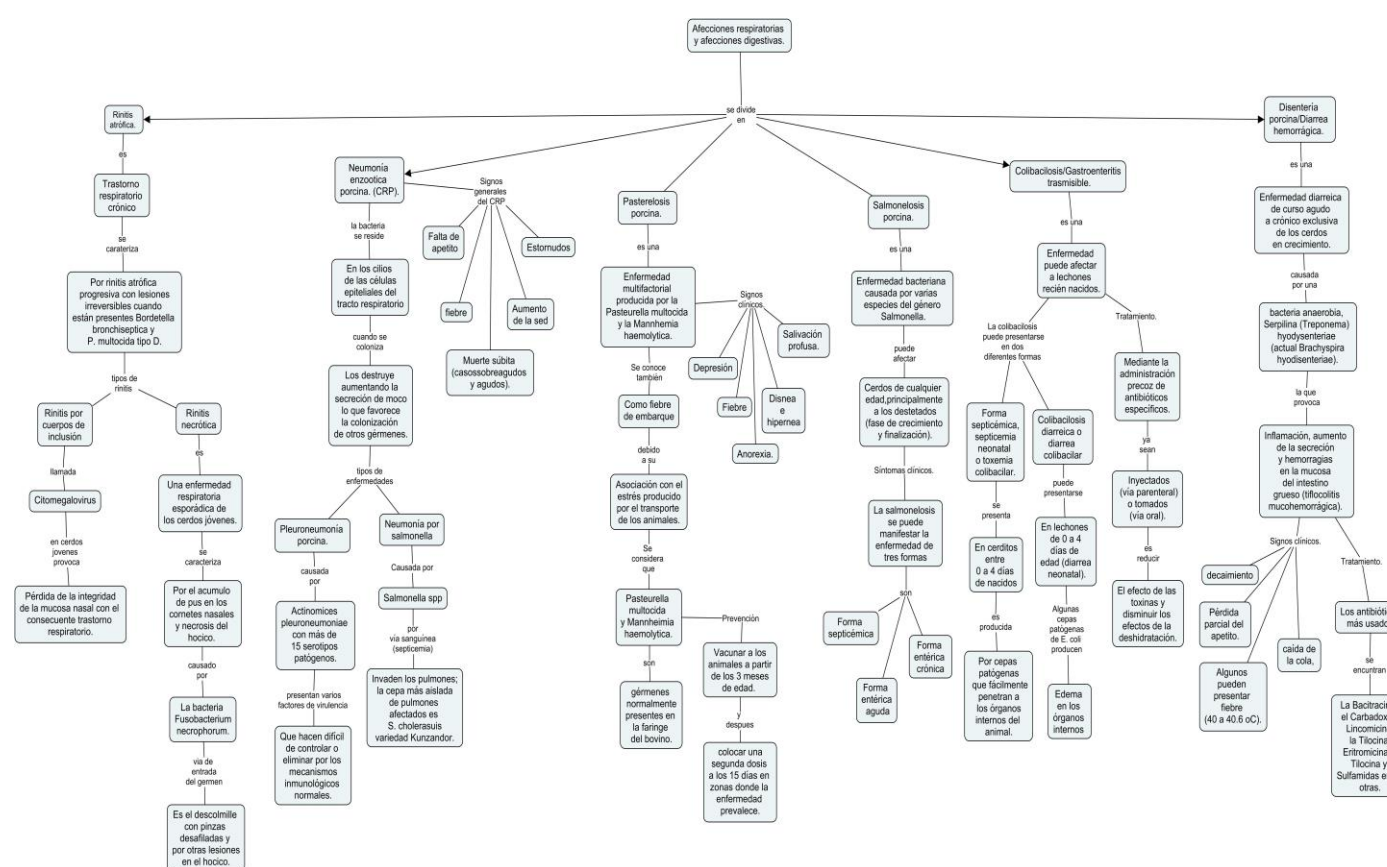 Afecciones respiratorias
y afecciones digestivas.
se divide
en
Rinitis
atrófica.
es
Trastorno
respiratorio
crónico
se
carateriza
Por rinitis atrófica
progresiva con lesiones
irreversibles cuando
están presentes Bordetella
bronchiseptica y
P. multocida tipo D.
tipos de
rinitis
Rinitis por
cuerpos de
inclusión
llamada
Citomegalovirus
en cerdos
jovenes
provoca
Pérdida de la integridad
de la mucosa nasal con el
consecuente trastorno
respiratorio.
Rinitis
necrótica
es
Una enfermedad
respiratoria
esporádica de
los cerdos jóvenes.
se
caracteriza
Por el acumulo
de pus en los
cornetes nasales
y necrosis del
hocico.
causado
por
La bacteria
Fusobacterium
necrophorum.
via de
entrada
del germen
Es el descolmille
con pinzas
desafiladas y
por otras lesiones
en el hocico.
Neumonía
enzootica
porcina. (CRP).
la bacteria
se reside
En los cilios
de las células
epiteliales del
tracto respiratorio
cuando se
coloniza
Los destruye
aumentando la
secreción de moco
lo que favorece
la colonización
de otros gérmenes.
tipos de
enfermedades
Pleuroneumonía
porcina.
causada
por
Actinomices
pleuroneumoniae
con más de
15 serotipos
patógenos.
presentan varios
factores de virulencia
Que hacen difícil
de controlar o
eliminar por los
mecanismos
inmunológicos
normales.
Neumonía por
salmonella
Causada por
Salmonella spp
por
vía sanguínea
(septicemia)
Invaden los pulmones;
la cepa más aislada
de pulmones
afectados es
S. cholerasuis
variedad Kunzandor.
Signos
generales
del CRP
Falta de
apetito
fiebre
Muerte súbita
(casossobreagudos
y agudos).
Aumento
de la sed
Estornudos
Pasterelosis
porcina.
es una
Enfermedad
multifactorial
producida por la
Pasteurella multocida
y la Mannhemia
haemolytica.
Se conoce
también
Como fiebre
de embarque
debido
a su
Asociación con el
estrés producido
por el transporte
de los animales.
Se
considera
que
Pasteurella
multocida
y Mannheimia
haemolytica.
son
gérmenes
normalmente
presentes en
la faringe
del bovino.
Prevención
Vacunar a los
animales a partir
de los 3 meses
de edad.
y
despues
colocar una
segunda dosis
a los 15 días en
zonas donde la
enfermedad
prevalece.
Signos
clínicos.
Depresión
Fiebre
Anorexia.
Disnea
e
hipernea
Salivación
profusa.
Salmonelosis
porcina.
es una
Enfermedad bacteriana
causada por varias
especies del género
Salmonella.
puede
afectar
Cerdos de cualquier
edad,principalmente
a los destetados
(fase de crecimiento
y finalización).
Síntomas clínicos.
La salmonelosis
se puede
manifestar la
enfermedad de
tres formas
son
Forma
septicémica
Forma
entérica
aguda
Forma
entérica
crónica
Colibacilosis/Gastroenteritis
trasmisible.
es una
Enfermedad
puede afectar
a lechones
recién nacidos.
La colibacilosis
puede presentarse
en dos
diferentes formas
Forma
septicémica,
septicemia
neonatal
o toxemia
colibacilar.
se
presenta
En cerditos
entre
0 a 4 días
de nacidos
es
producida
Por cepas
patógenas
que fácilmente
penetran a
los órganos
internos del
animal.
Colibacilosis
diarreica o
diarrea
colibacilar
puede
presentarse
En lechones
de 0 a 4
días de
edad (diarrea
neonatal).
Algunas
cepas
patógenas
de E. coli
producen
Edema
en los
órganos
internos
Tratamiento.
Mediante la
administración
precoz de
antibióticos
específicos.
ya
sean
Inyectados
(vía parenteral)
o tomados
(vía oral).
es
reducir
El efecto de las
toxinas y
disminuir los
efectos de la
deshidratación.
Disentería
porcina/Diarrea
hemorrágica.
es una
Enfermedad diarreica
de curso agudo
a crónico exclusiva
de los cerdos
en crecimiento.
causada
por una
bacteria anaerobia,
Serpilina (Treponema)
hyodysenteriae
(actual Brachyspira
hyodisenteriae).
la que
provoca
Inflamación, aumento
de la secreción
y hemorragias
en la mucosa
del intestino
grueso (tiflocolitis
mucohemorrágica).
Signos clínicos.
decaimiento
Pérdida
parcial del
apetito.
Algunos
pueden
presentar
fiebre
(40 a 40.6 oC).
caída de
la cola,
Tratamiento.
Los
más
se
encuntran
La
el
la
Tilocina y
Sulfamidas
otras.